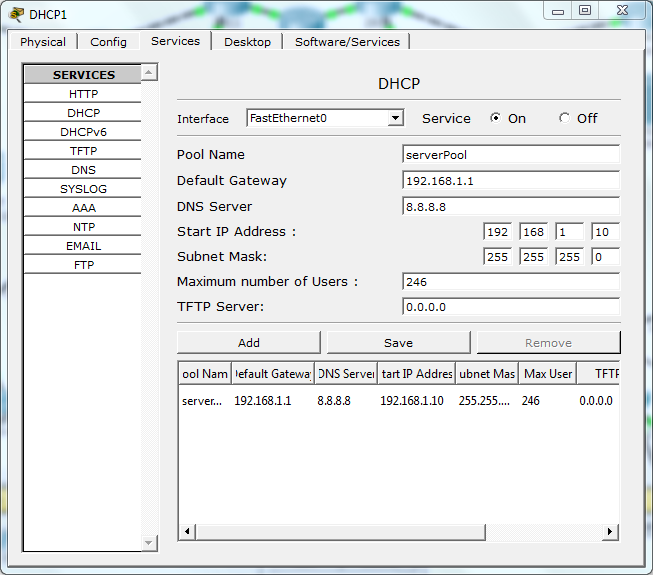 DHCP1
Physical Config Services Desktop Software/Services
SERVICES
HTTP
DHCP
DHCPv6
TFTP
DNS
SYSLOG
AAA
NTP
EMAIL
FTP
DHCP
Interface FastEthernet0 Service On Off
Pool Name serverPool
Default Gateway 192.168.1.1
DNS Server 8.8.8.8
Start IP Address : 192 168 1 10
Subnet Mask: 255 255 255 0
Maximum number of Users : 246
TFTP Server: 0.0.0.0
Add Save Remove
ool Nam efault Gateway DNS Server tart IP Addres ubnet Mas Max User TFTP
server... 192.168.1.1 8.8.8.8 192.168.1.10 255.255.... 246 0.0.0.0